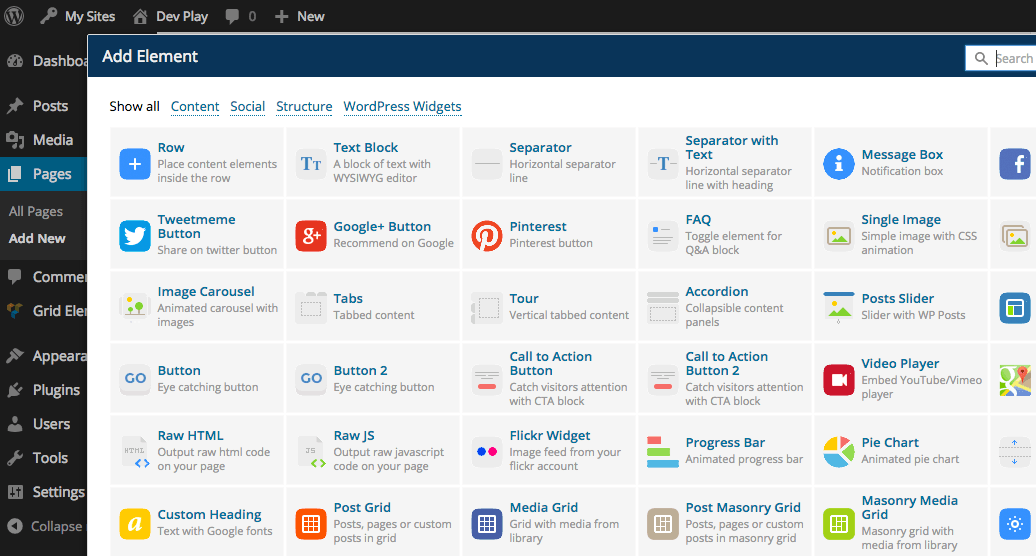 My Sites Dev Play 0 New
Add Element
Search
Dashboa
Posts
Media
Pages
All Pages
Add New
Comme
Grid Eler
Appeara
Plugins
Users
Tools
Settings
Collapse
Show all Content Social Structure WordPress Widgets
Row
Place content elements
inside the row
Text Block
A block of text with
WYSIWYG editor
Separator
Horizontal separator
line
Separator with
Text
Horizontal separator
line with heading
Message Box
Notification box
Tweetmeme
Button
Share on twitter button
Google+ Button
Recommend on Google
Pinterest
Pinterest button
FAQ
Toggle element for
Q&A block
Single Image
Simple image with CSS
animation
Image Carousel
Animated carousel with
images
Tabs
Tabbed content
Tour
Vertical tabbed content
Accordion
Collapsible content
panels
Posts Slider
Slider with WP Posts
GO
Button
Eye catching button
GO
Button 2
Eye catching button
Call to Action
Button
Catch visitors attention
with CTA block
Call to Action
Button 2
Catch visitors attention
with CTA block
Video Player
Embed YouTube/Vimeo
player
HTML
Raw HTML
Output raw html code
on your page
JS
Raw JS
Output raw javascript
code on your page
Flickr Widget
Image feed from your
flickr account
Progress Bar
Animated progress bar
Pie Chart
Animated pie chart
Custom Heading
Text with Google fonts
Post Grid
Posts, pages or custom
posts in grid
Media Grid
Grid with media from
library
Post Masonry Grid
Posts, pages or custom
posts in masonry grid
Masonry Media
Grid
Masonry grid with
media from library